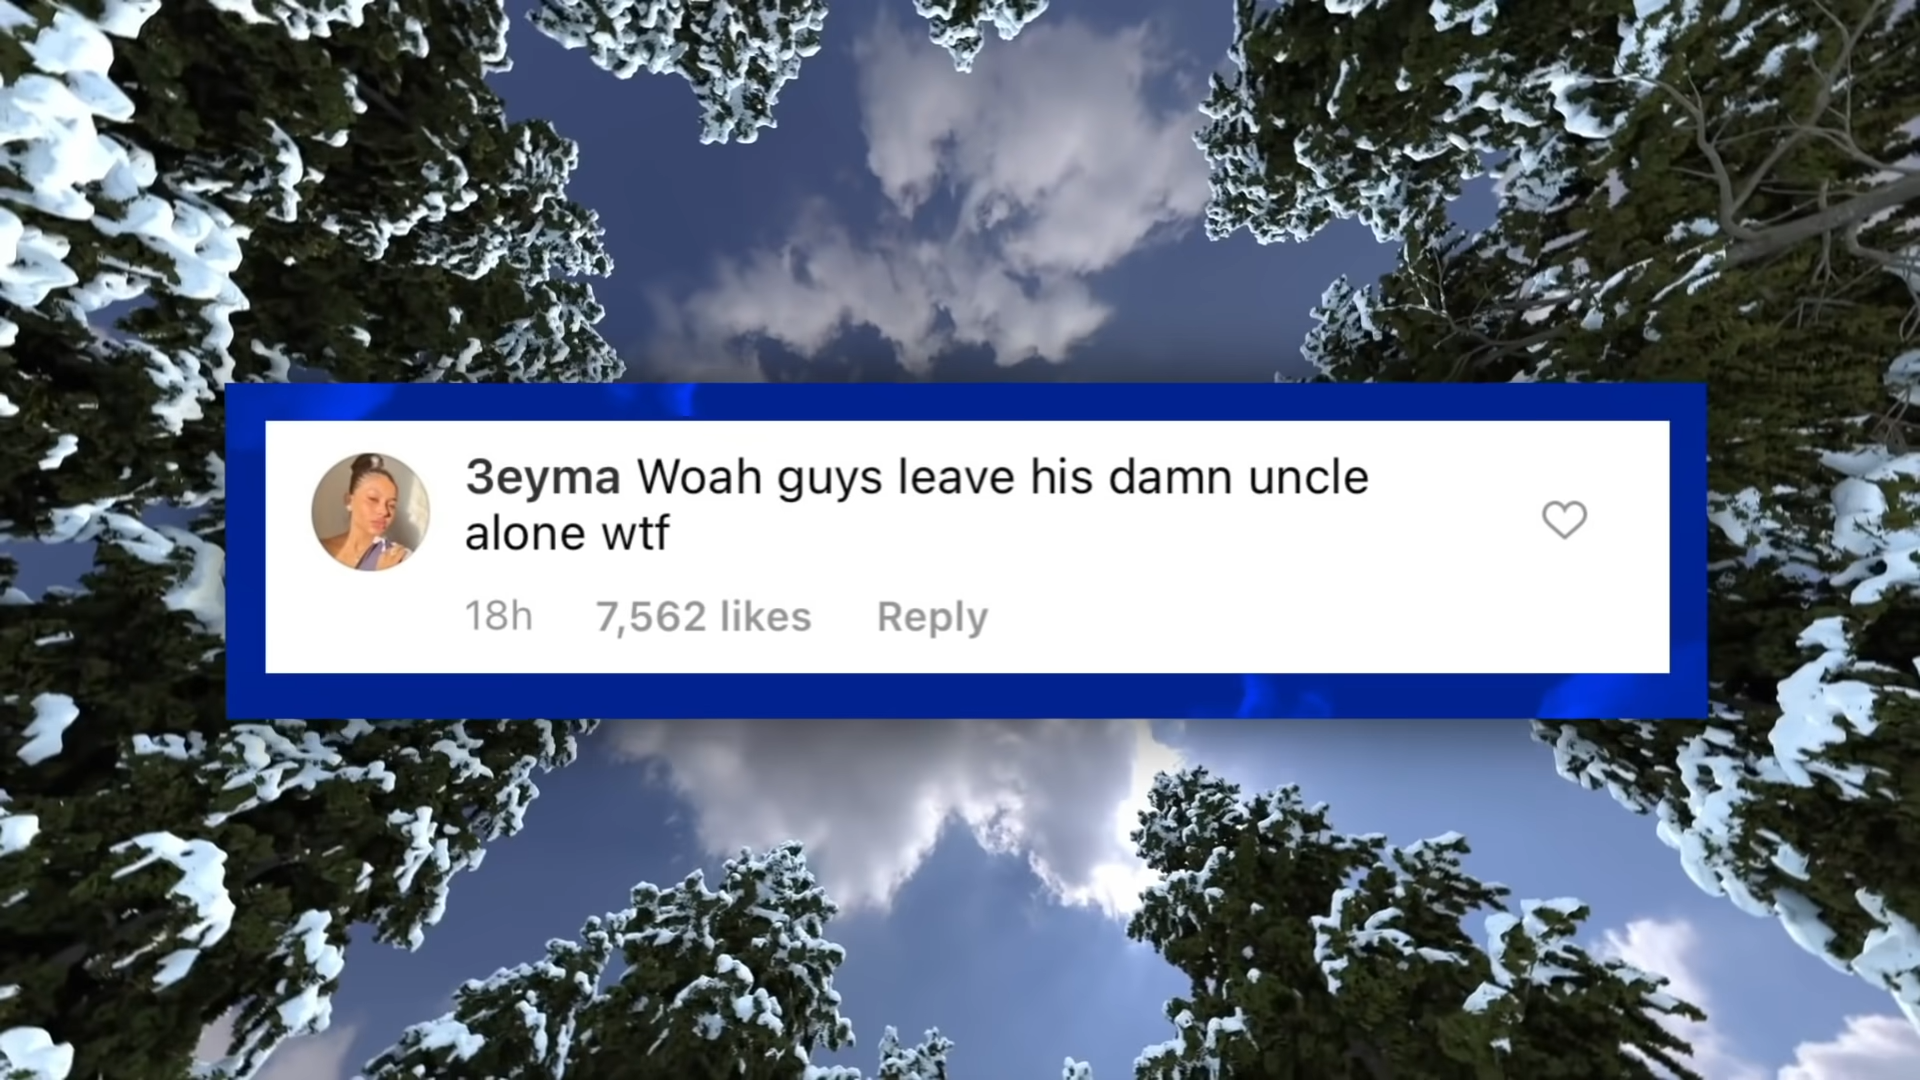 3eyma Woah guys leave his damn uncle
alone wtf
18h 7,562 likes Reply